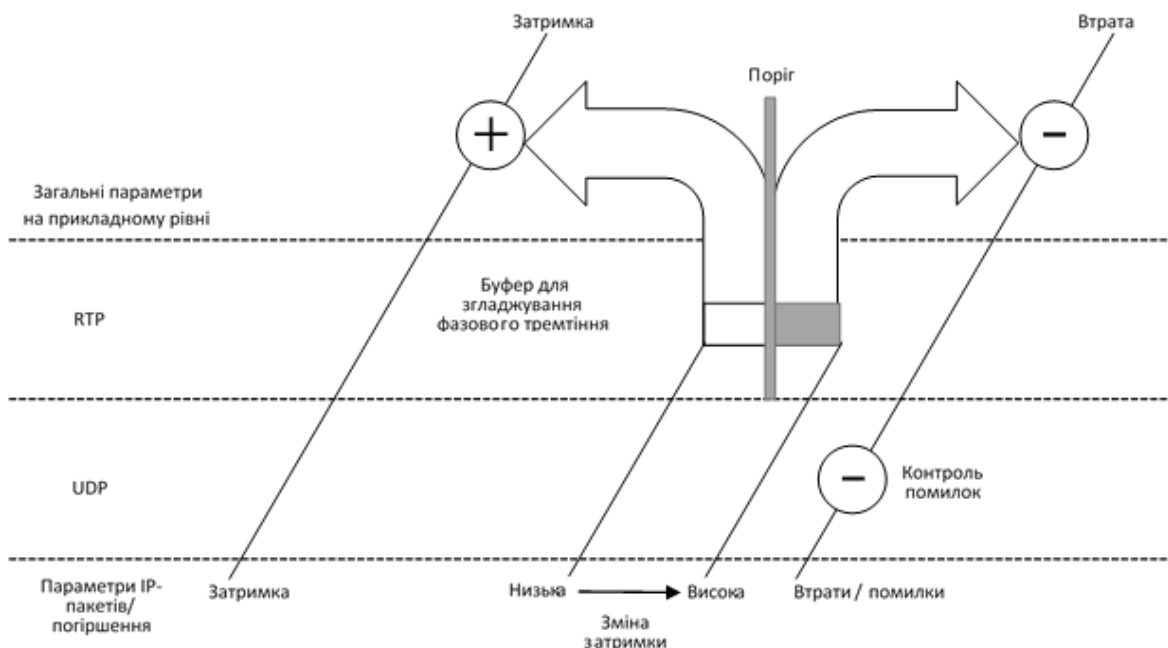 Затримка
Втрата
Поріг
+
-
Загальні параметри
на прикладному рівні
RTP
Буфер для
згладжування
фазового тремтіння
UDP
-
Контроль
помилок
Параметри IP-
пакетів/
погіршення
Затримка
Низька
Висока
Втрати / помилки
Зміна
затримки